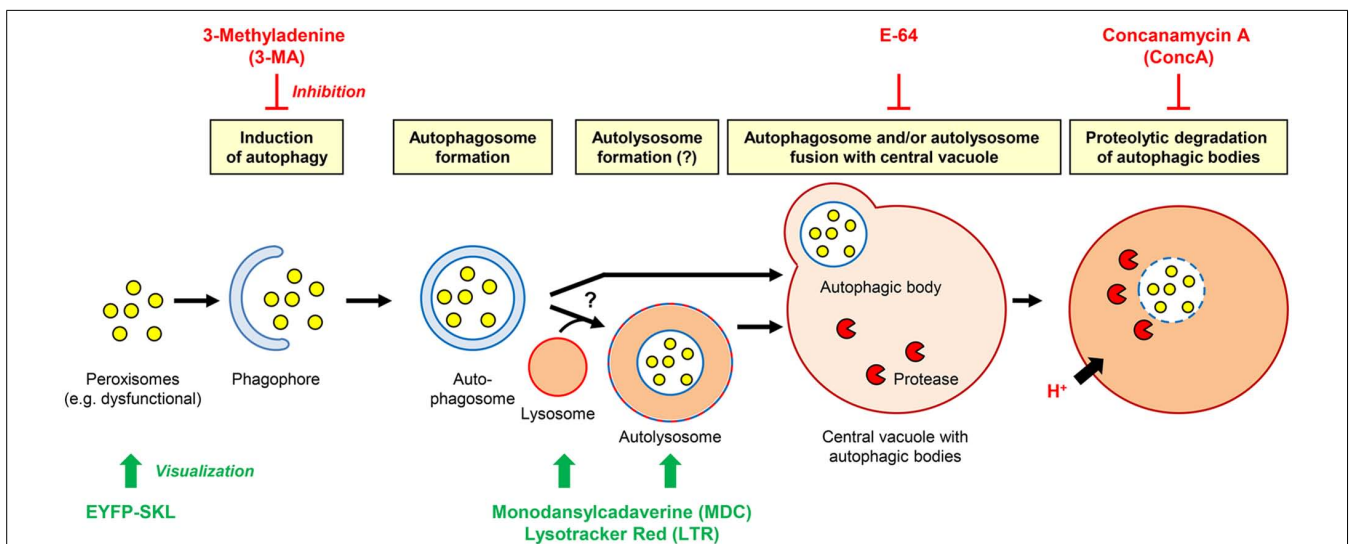 3-Methyladenine
(3-MA)
Inhibition
E-64
Concanamycin A
(ConcA)
Induction
of autophagy
Autophagosome
formation
Autolysosome
formation (?)
Autophagosome and/or autolysosome
fusion with central vacuole
Proteolytic degradation
of autophagic bodies
Peroxisomes
(e.g. dysfunctional)
Phagophore
Auto-
phagosome
?
Lysosome
Autolysosome
Autophagic body
Protease
Central vacuole with
autophagic bodies
H⁺
Visualization
EYFP-SKL
Monodansylcadaverine (MDC)
Lysotracker Red (LTR)